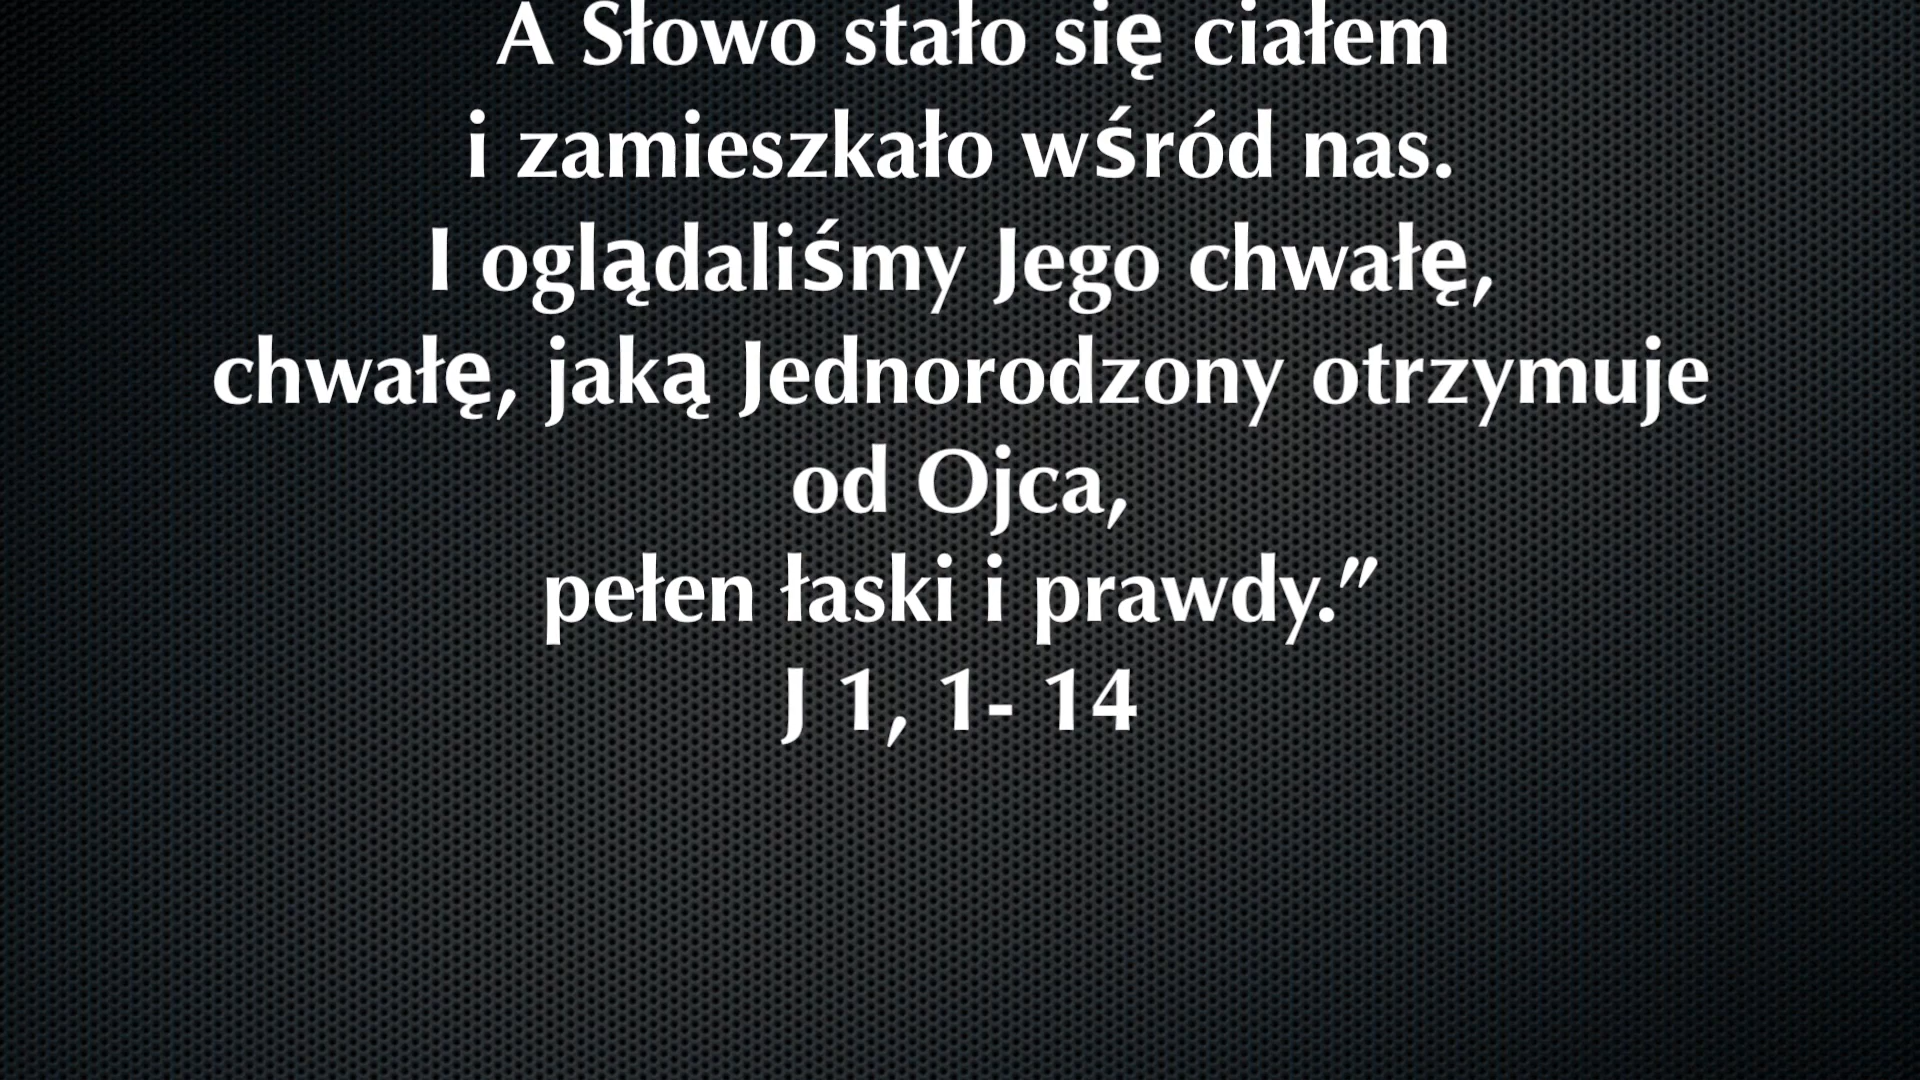 A Słowo stało się ciałem
i zamieszkało wśród nas.
I oglądaliśmy Jego chwałę,
chwałę, jaką Jednorodzony otrzymuje
od Ojca,
pełen łaski i prawdy.”
J 1, 1- 14